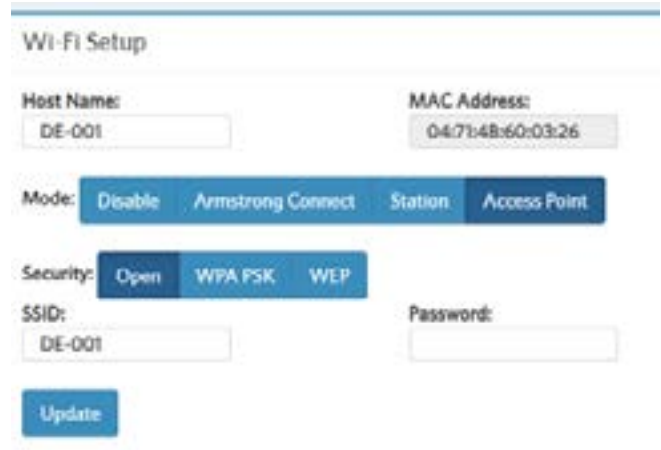 Wi-Fi Setup
Host Name: MAC Address:
DE-001 04:71:4B:60:03:26
Mode: Disable Armstrong Connect Station Access Point
Security: Open WPA PSK WEP
SSID: Password:
DE-001
Update